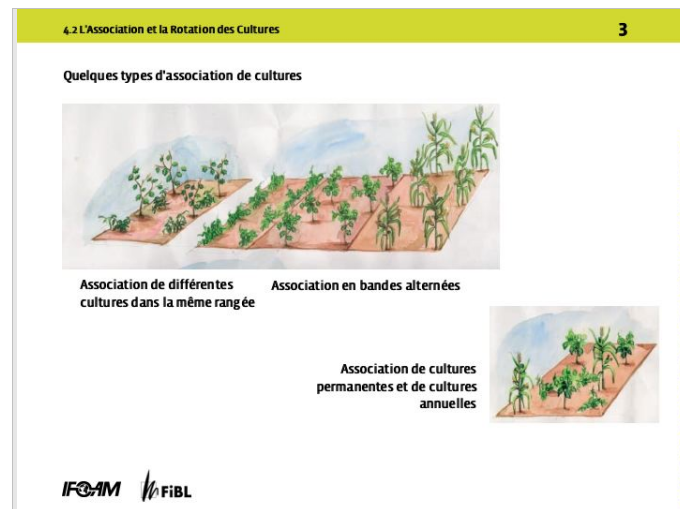 4.2 L'Association et la Rotation des Cultures
3
Quelques types d'association de cultures
Association de différentes
cultures dans la même rangée
Association en bandes alternées
Association de cultures
permanentes et de cultures
annuelles
IFOAM
FiBL